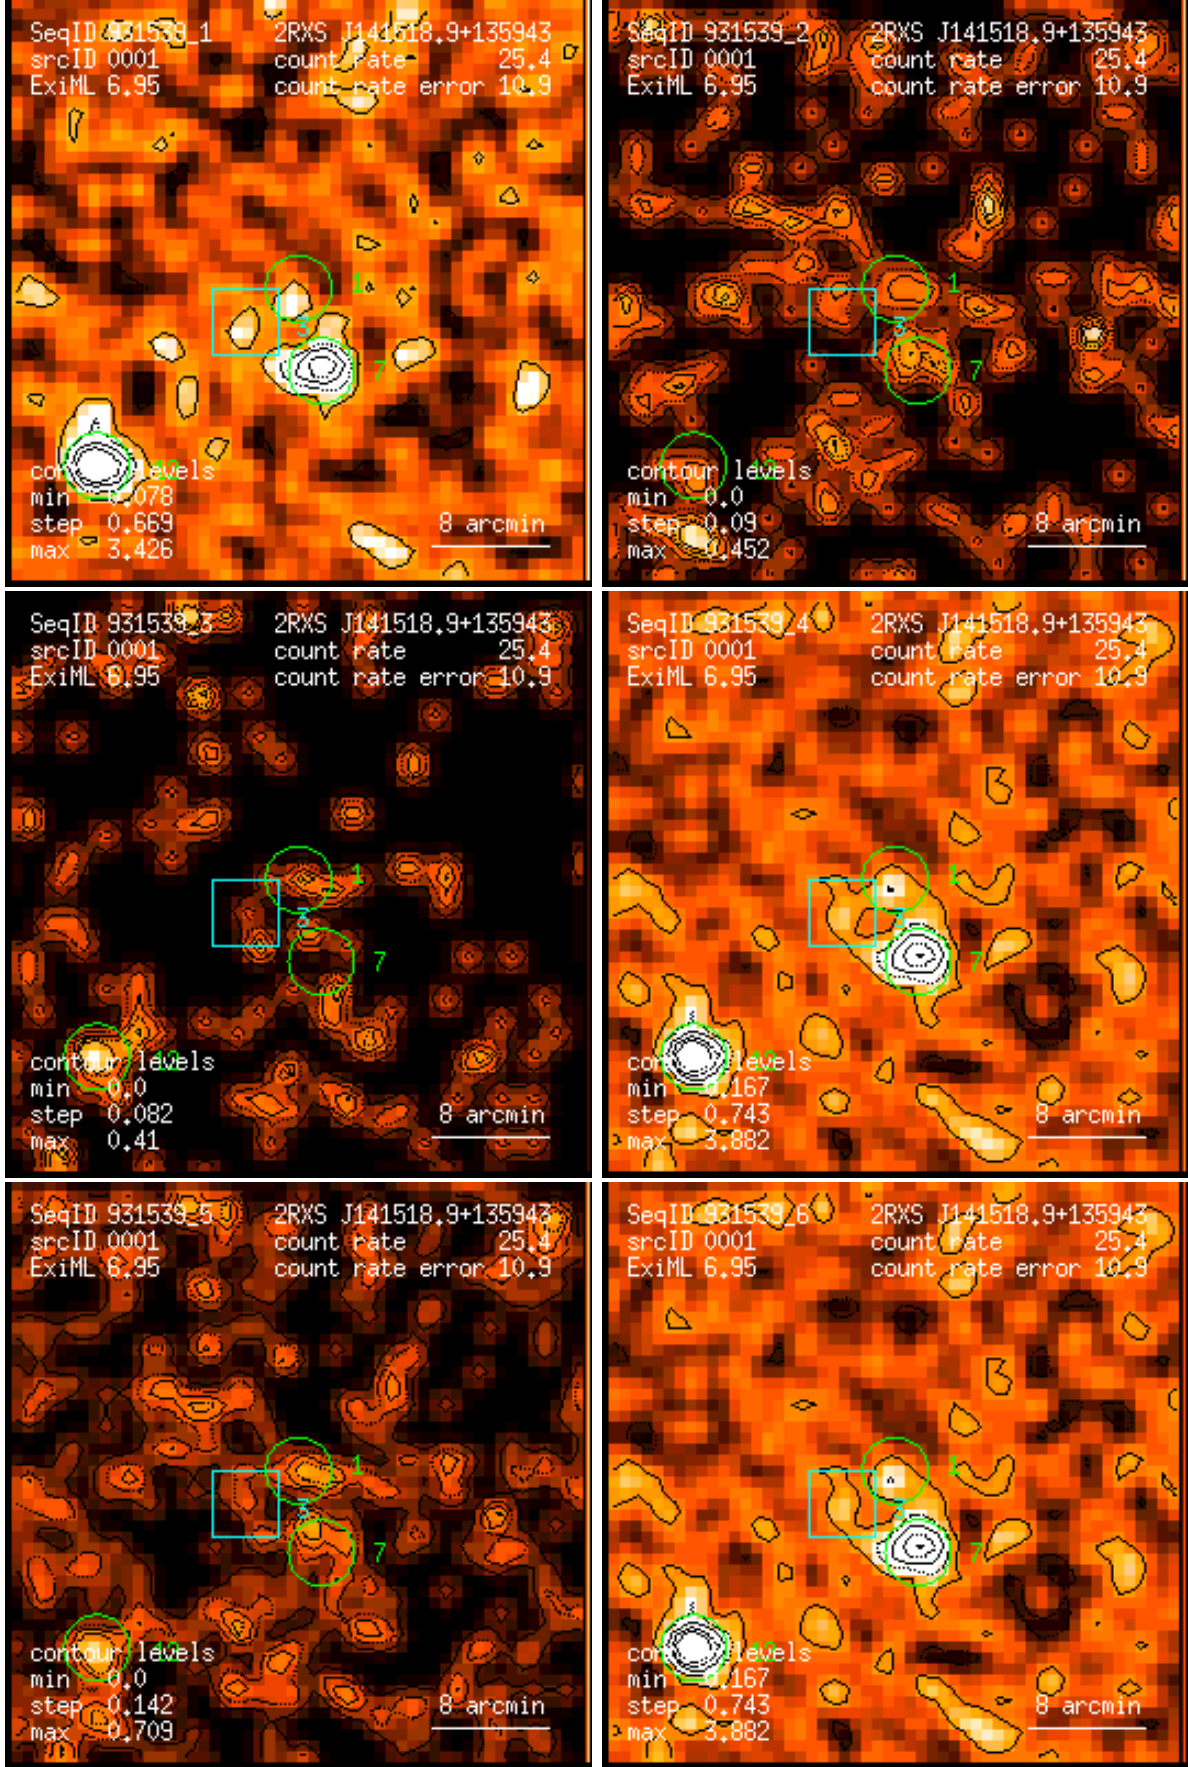 SeqID 931539_1 2RXS J141518.9+135943
srcID 0001 count rate 25.4
ExiML 6.95 count rate error 10.9
1
3
7
12
contour levels
min 0.078
step 0.669 8 arcmin
max 3.426
SeqID 931539_2 2RXS J141518.9+135943
srcID 0001 count rate 25.4
ExiML 6.95 count rate error 10.9
1
3
7
contour levels
min 0.0
step 0.09 8 arcmin
max 0.452
SeqID 931539_3 2RXS J141518.9+135943
srcID 0001 count rate 25.4
ExiML 6.95 count rate error 10.9
1
3
7
contour levels
min 0.0
step 0.082 8 arcmin
max 0.41
SeqID 931539_4 2RXS J141518.9+135943
srcID 0001 count rate 25.4
ExiML 6.95 count rate error 10.9
1
3
7
contour levels
min 0.167
step 0.743 8 arcmin
max 3.882
SeqID 931539_5 2RXS J141518.9+135943
srcID 0001 count rate 25.4
ExiML 6.95 count rate error 10.9
1
3
7
contour levels
min 0.0
step 0.142 8 arcmin
max 0.709
SeqID 931539_6 2RXS J141518.9+135943
srcID 0001 count rate 25.4
ExiML 6.95 count rate error 10.9
1
3
7
contour levels
min 0.167
step 0.743 8 arcmin
max 3.882